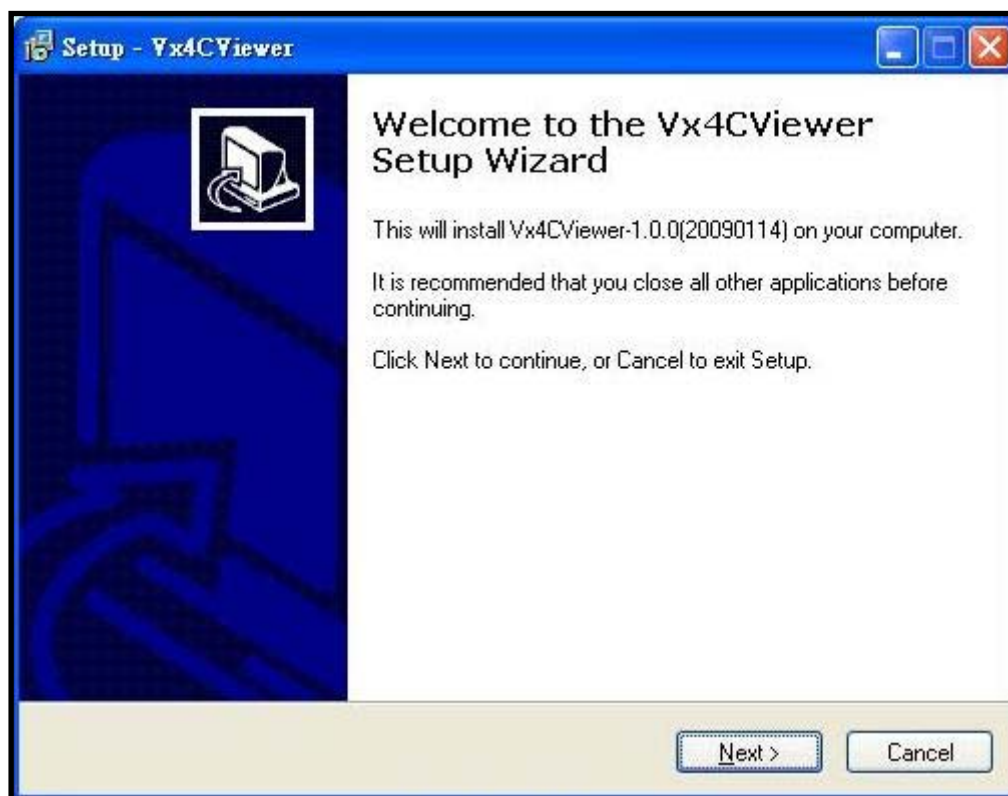 Setup - Vx4CViewer
Welcome to the Vx4CViewer
Setup Wizard
This will install Vx4CViewer-1.0.0(20090114) on your computer.
It is recommended that you close all other applications before
continuing.
Click Next to continue, or Cancel to exit Setup.
Next >
Cancel